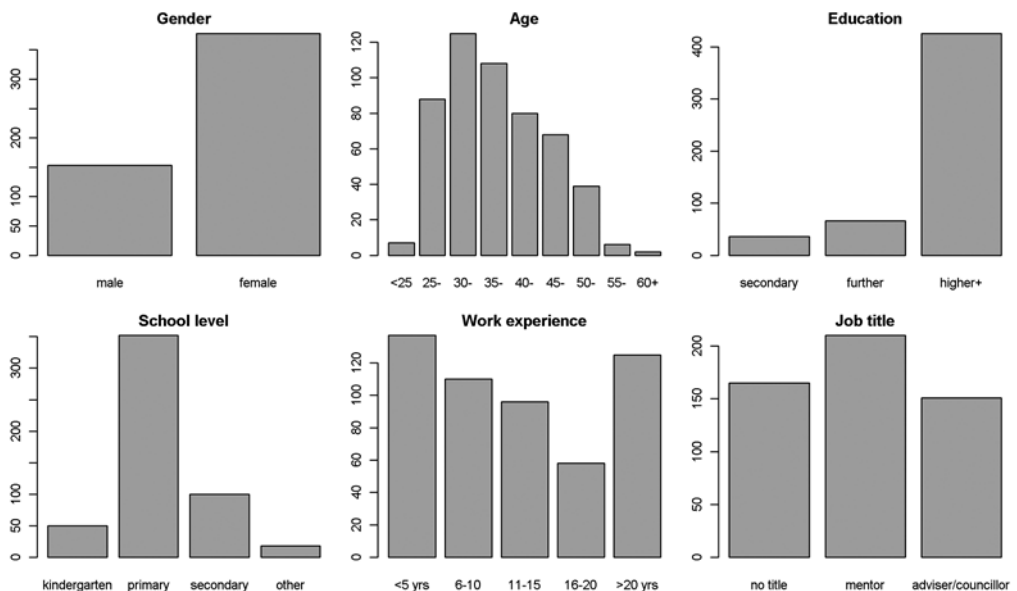 Gender
0 50 100 200 300
male female
Age
0 20 40 60 80 100 120
<25 25- 30- 35- 40- 45- 50- 55- 60+
Education
0 100 200 300 400
secondary further higher+
School level
0 50 100 200 300
kindergarten primary secondary other
Work experience
0 20 40 60 80 100 120
<5 yrs 6-10 11-15 16-20 >20 yrs
Job title
0 50 100 150 200
no title mentor adviser/councillor